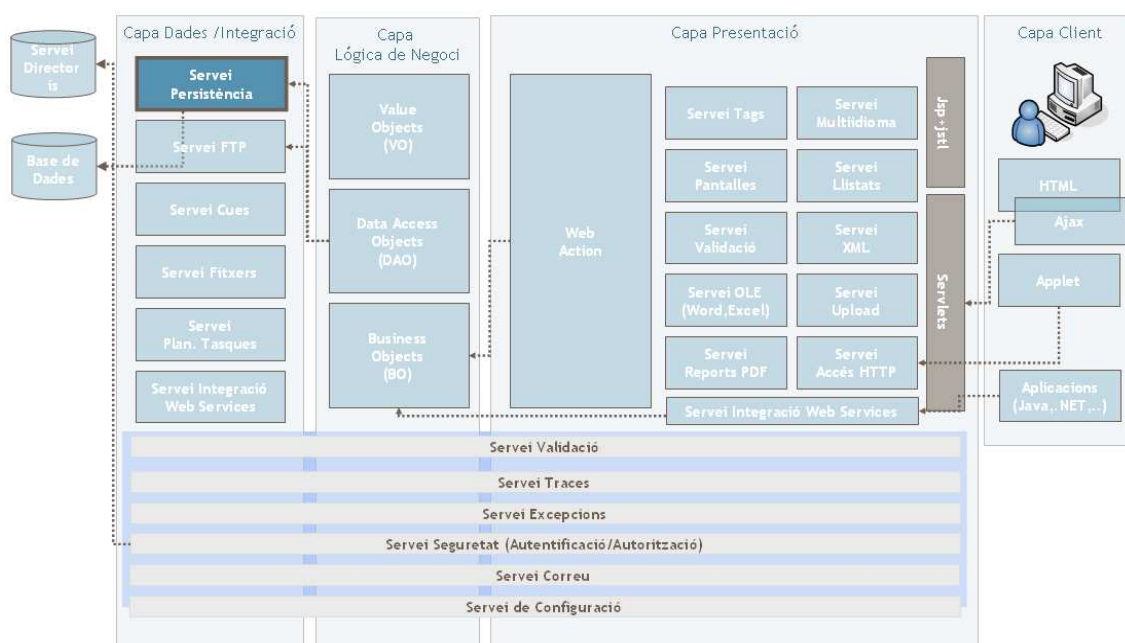 Capa Dades /Integració
Capa
Lógica de Negoci
Capa Presentació
Capa Client
Servei
Director
is
Base de
Dades
Servei
Persistència
Servei FTP
Servei Cues
Servei Fitxers
Servei
Plan. Tasques
Servei Integració
Web Services
Value
Objects
(VO)
Data Access
Objects
(DAO)
Business
Objects
(BO)
Web
Action
Servei Tags
Servei
Multiidioma
Servei
Pantalles
Servei
Llistats
Servei
Validació
Servei
XML
Servei OLE
(Word,Excel)
Servei
Upload
Servei
Reports PDF
Servei
Accés HTTP
Servei Integració Web Services
Jsp+jstl
Servlets
HTML
Ajax
Applet
Aplicacions
(Java,.NET,..)
Servei Validació
Servei Traces
Servei Excepcions
Servei Seguretat (Autentificació/Autorització)
Servei Correu
Servei de Configuració